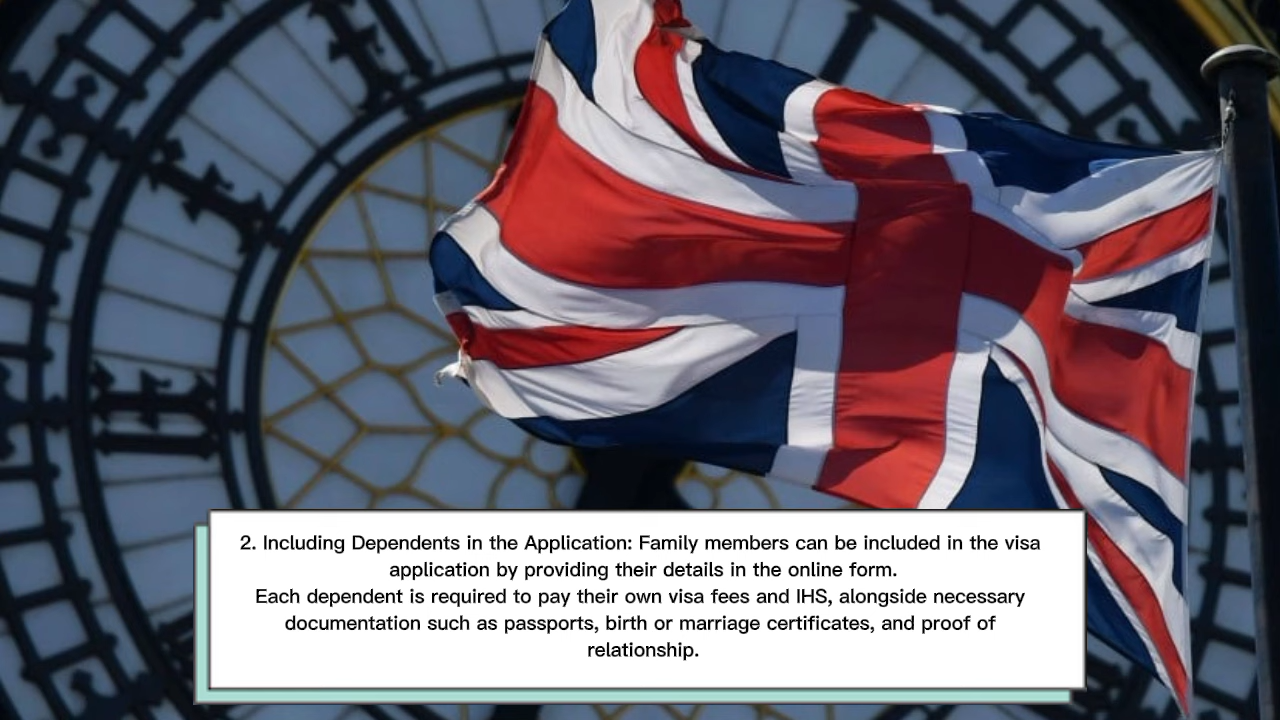 2. Including Dependents in the Application: Family members can be included in the visa
application by providing their details in the online form.
Each dependent is required to pay their own visa fees and IHS, alongside necessary
documentation such as passports, birth or marriage certificates, and proof of
relationship.